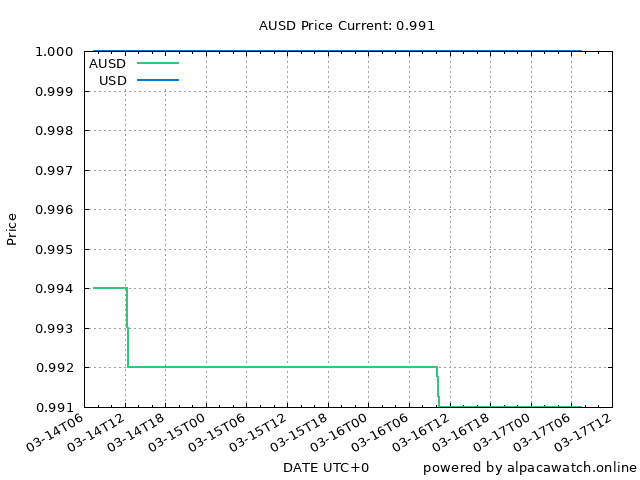 AUSD Price Current: 0.991
1.000
AUSD
USD
0.999
0.998
0.997
0.996
Price
0.995
0.994
0.993
0.992
0.991
03-14T06
03-14T12
03-14T18
03-15T00
03-15T06
03-15T12
03-15T18
03-16T00
03-16T06
03-16T12
03-16T18
03-17T00
03-17T06
03-17T12
DATE UTC+0
powered by alpacawatch.online